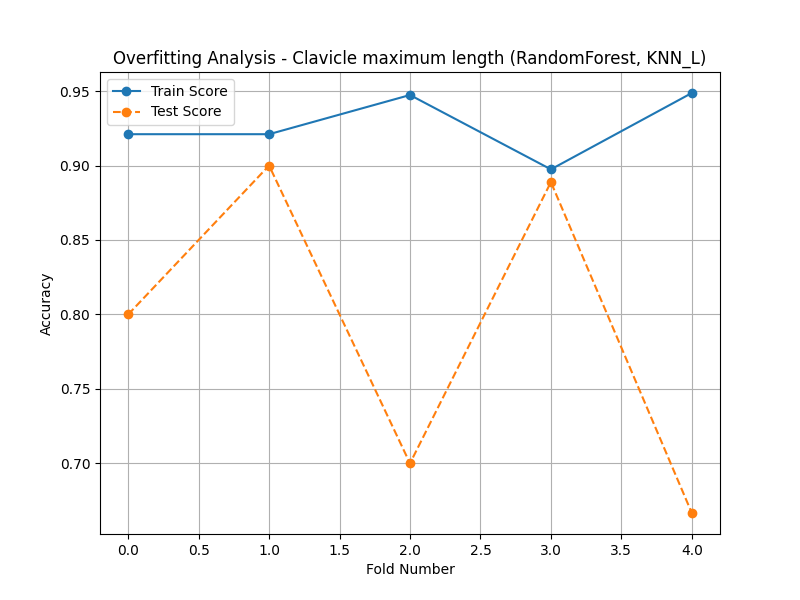 Overfitting Analysis - Clavicle maximum length (RandomForest, KNN_L)
Train Score
Test Score
0.95
0.90
0.85
0.80
0.75
0.70
Accuracy
0.0 0.5 1.0 1.5 2.0 2.5 3.0 3.5 4.0
Fold Number